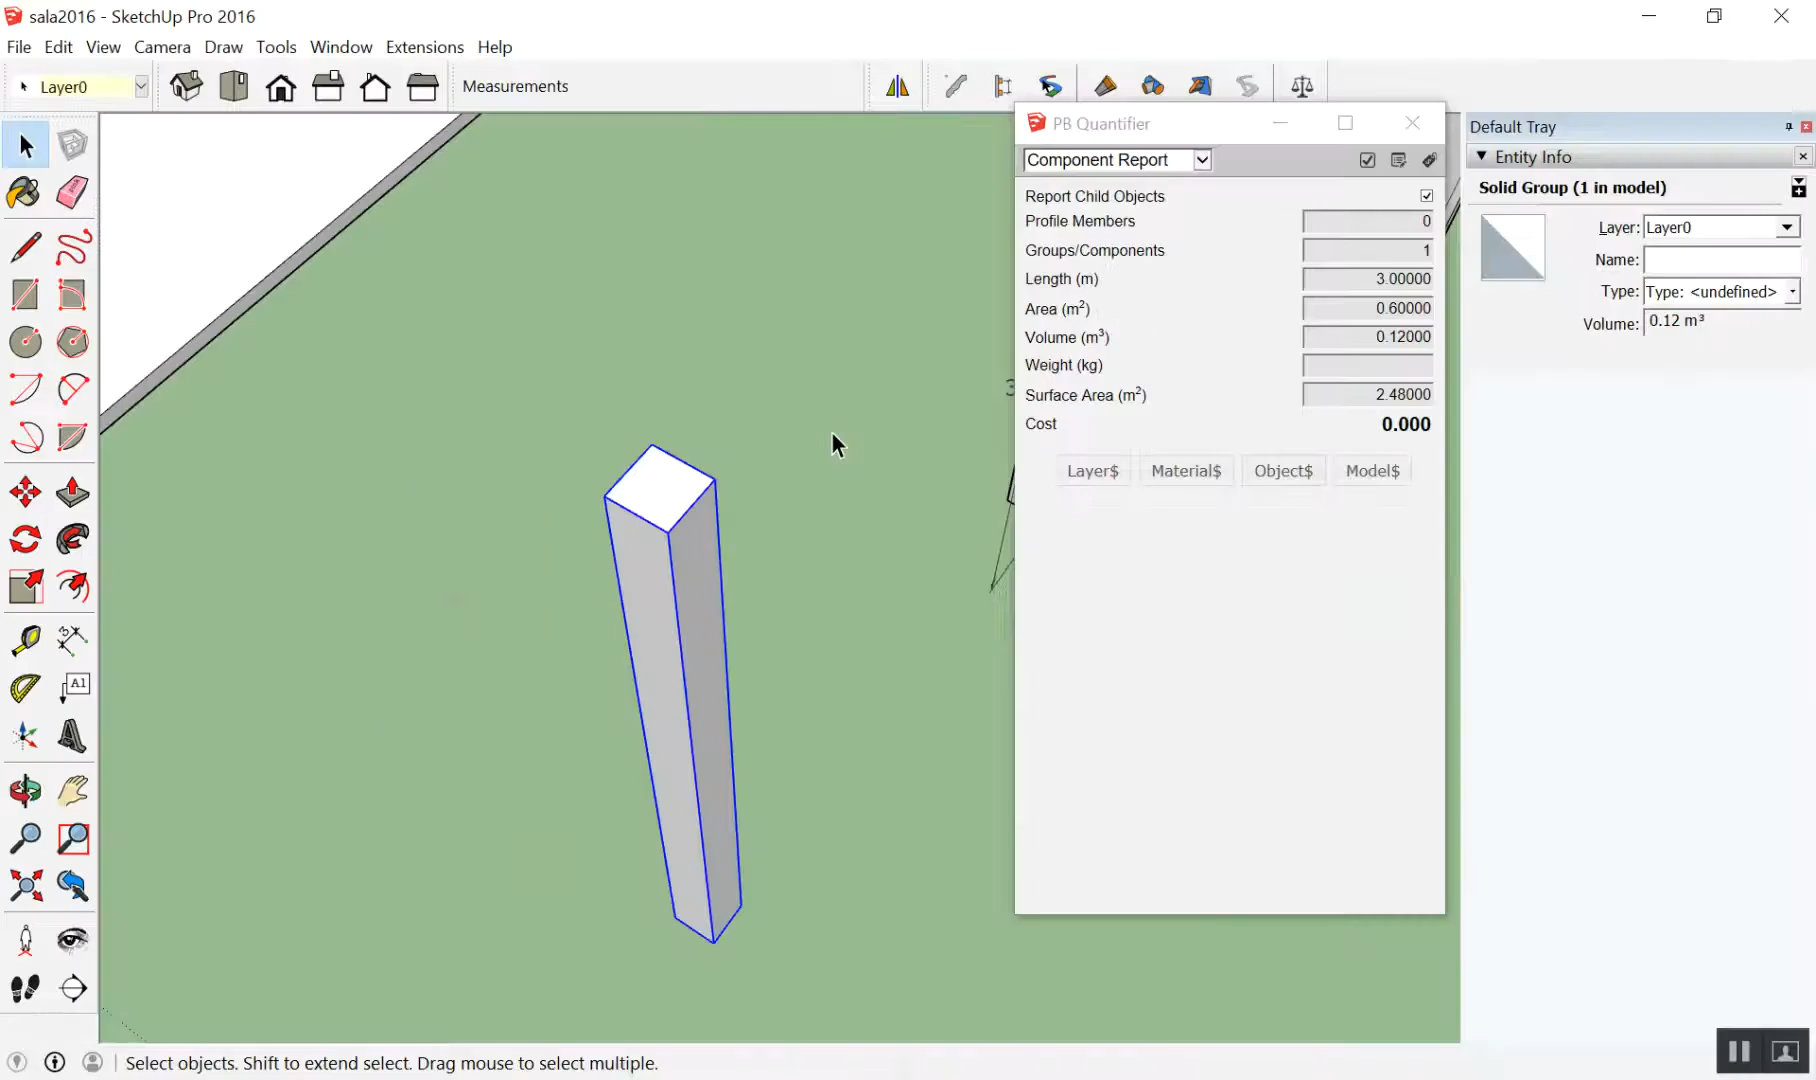 sala2016 - SketchUp Pro 2016
File Edit View Camera Draw Tools Window Extensions Help
Layer0
Measurements
PB Quantifier
Component Report
Report Child Objects
Profile Members 0
Groups/Components 1
Length (m) 3.00000
Area (m²) 0.60000
Volume (m³) 0.12000
Weight (kg)
Surface Area (m²) 2.48000
Cost 0.000
Layer$ Material$ Object$ Model$
3
Default Tray
Entity Info
Solid Group (1 in model)
Layer: Layer0
Name:
Type: Type: <undefined>
Volume: 0.12 m³
A1
Select objects. Shift to extend select. Drag mouse to select multiple.